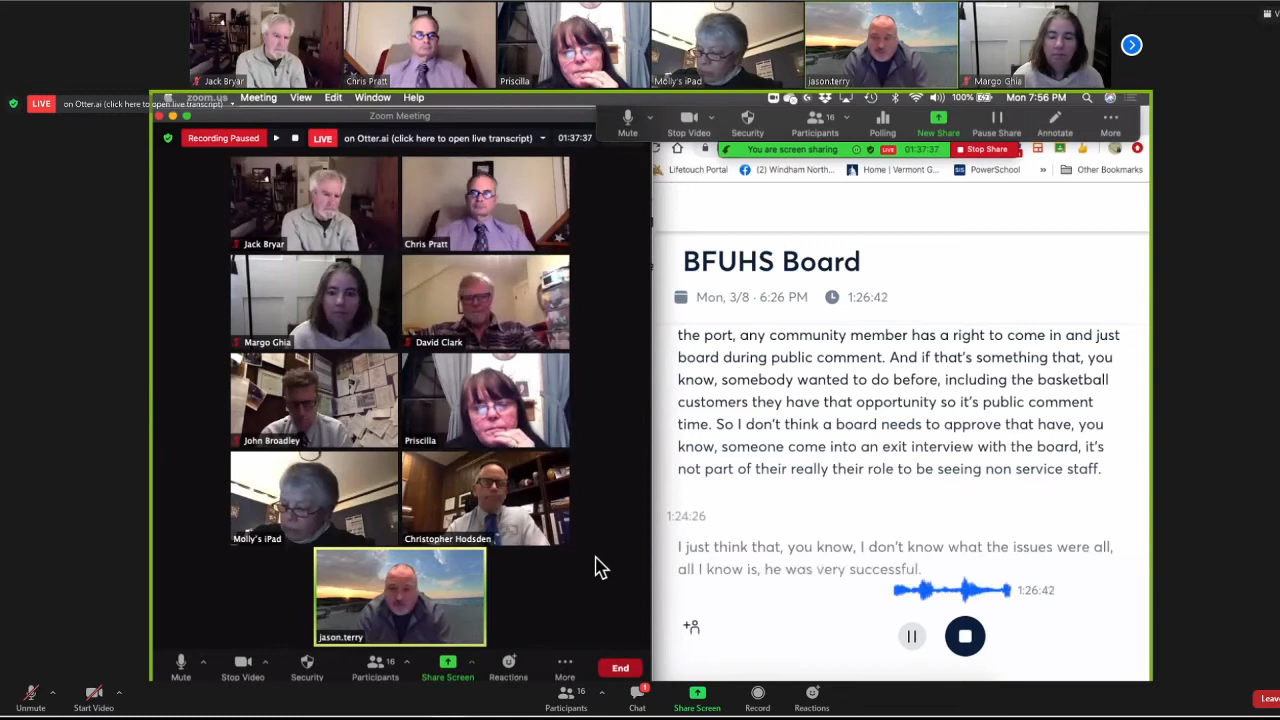 Jack Bryar
Chris Pratt
Priscilla
Molly's iPad
jason.terry
Margo Ghia
LIVE on Otter.ai (click here to open live transcript)
zoom.us Meeting View Edit Window Help
100% Mon 7:56 PM
Zoom Meeting
Recording Paused LIVE on Otter.ai (click here to open live transcript) 01:37:37
Mute Stop Video Security Participants 16 Polling New Share Pause Share Annotate More
You are screen sharing LIVE 01:37:37 Stop Share
Lifetouch Portal (2) Windham North... Home | Vermont G... SIS PowerSchool » Other Bookmarks
Jack Bryar
Chris Pratt
Margo Ghia
David Clark
John Broadley
Priscilla
Molly's iPad
Christopher Hodsden
jason.terry
BFUHS Board
Mon, 3/8 · 6:26 PM 1:26:42
the port, any community member has a right to come in and just
board during public comment. And if that's something that, you
know, somebody wanted to do before, including the basketball
customers they have that opportunity so it's public comment
time. So I don't think a board needs to approve that have, you
know, someone come into an exit interview with the board, it's
not part of their really their role to be seeing non service staff.
1:24:26
I just think that, you know, I don't know what the issues were all,
all I know is, he was very successful.
1:26:42
Mute Stop Video Security Participants 16 Share Screen Reactions More End
Unmute Start Video Participants 16 Chat 1 Share Screen Record Reactions